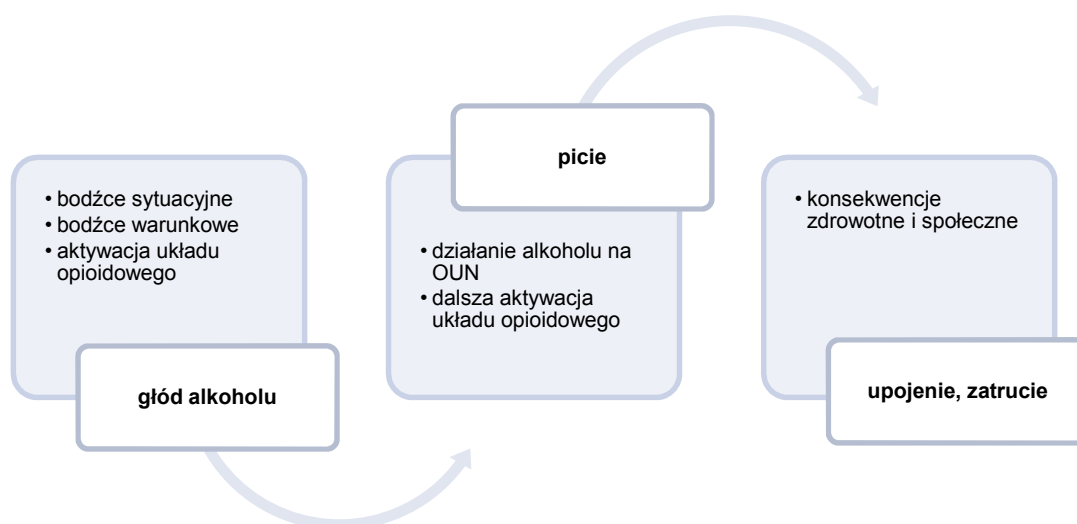 • bodźce sytuacyjne
• bodźce warunkowe
• aktywacja układu
opioidowego
głód alkoholu
picie
• działanie alkoholu na
OUN
• dalsza aktywacja
układu opioidowego
• konsekwencje
zdrowotne i społeczne
upojenie, zatrucie